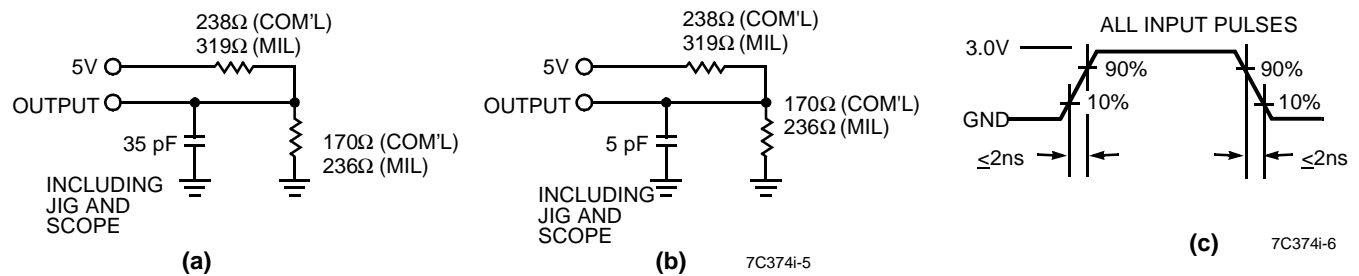 238Ω (COM'L)
319Ω (MIL)
5V
OUTPUT
35 pF
170Ω (COM'L)
236Ω (MIL)
INCLUDING
JIG AND
SCOPE
(a)
238Ω (COM'L)
319Ω (MIL)
5V
OUTPUT
5 pF
170Ω (COM'L)
236Ω (MIL)
INCLUDING
JIG AND
SCOPE
(b)
7C374i-5
ALL INPUT PULSES
3.0V
90%
90%
10%
10%
GND
≤2ns
≤2ns
(c)
7C374i-6